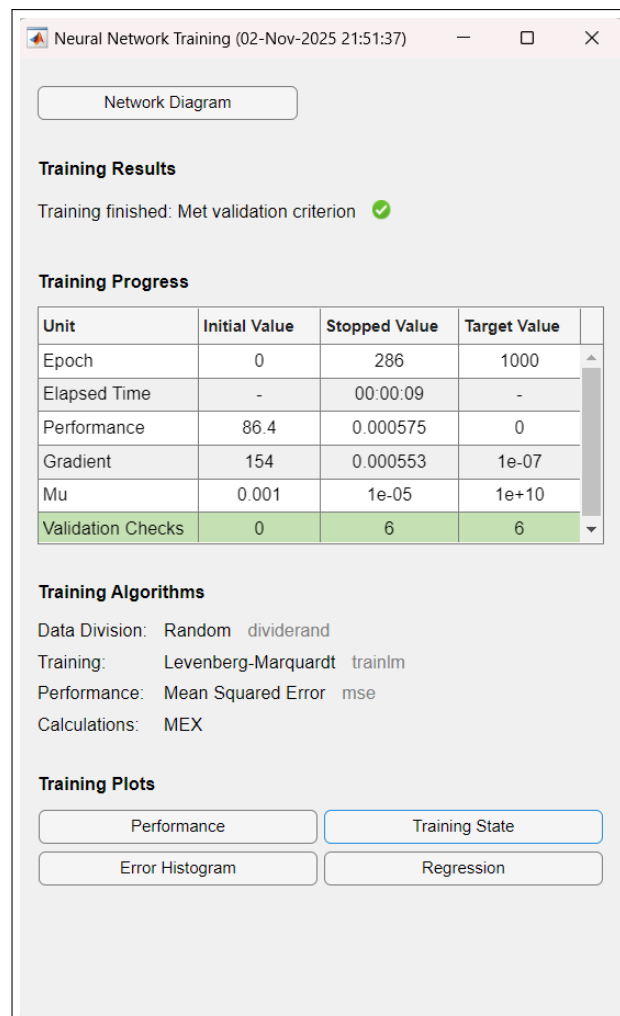 Neural Network Training (02-Nov-2025 21:51:37)
Network Diagram
Training Results
Training finished: Met validation criterion
Training Progress
Unit Initial Value Stopped Value Target Value
Epoch 0 286 1000
Elapsed Time - 00:00:09 -
Performance 86.4 0.000575 0
Gradient 154 0.000553 1e-07
Mu 0.001 1e-05 1e+10
Validation Checks 0 6 6
Training Algorithms
Data Division: Random dividerand
Training: Levenberg-Marquardt trainlm
Performance: Mean Squared Error mse
Calculations: MEX
Training Plots
Performance Training State
Error Histogram Regression